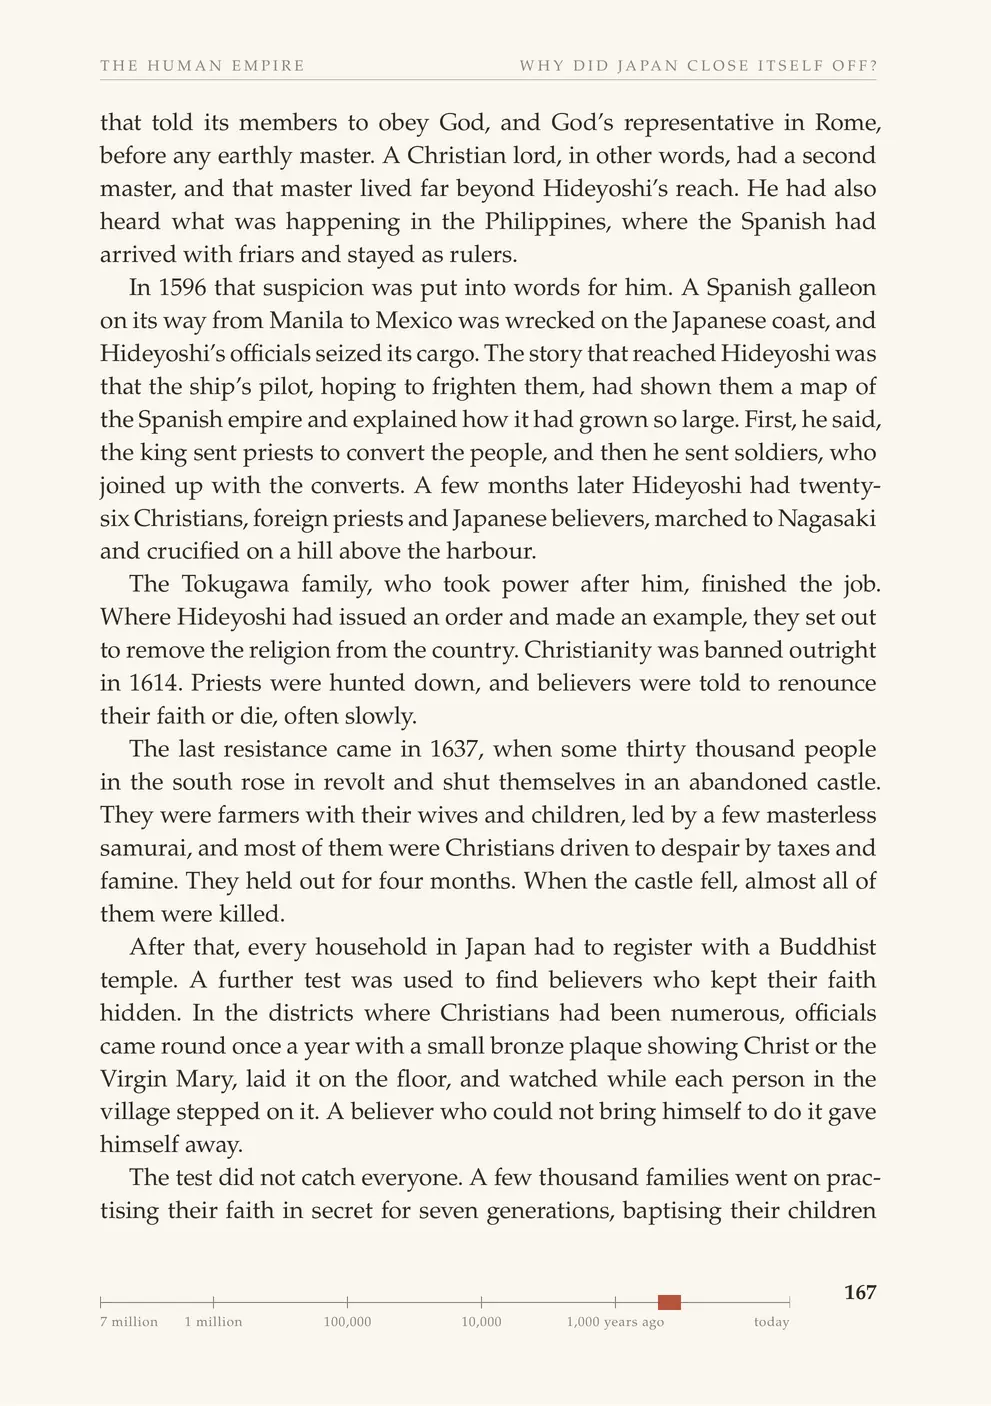 THE HUMAN EMPIRE
WHY DID JAPAN CLOSE ITSELF OFF?
that told its members to obey God, and God’s representative in Rome,
before any earthly master. A Christian lord, in other words, had a second
master, and that master lived far beyond Hideyoshi’s reach. He had also
heard what was happening in the Philippines, where the Spanish had
arrived with friars and stayed as rulers.
In 1596 that suspicion was put into words for him. A Spanish galleon
on its way from Manila to Mexico was wrecked on the Japanese coast, and
Hideyoshi’s officials seized its cargo. The story that reached Hideyoshi was
that the ship’s pilot, hoping to frighten them, had shown them a map of
the Spanish empire and explained how it had grown so large. First, he said,
the king sent priests to convert the people, and then he sent soldiers, who
joined up with the converts. A few months later Hideyoshi had twenty-
six Christians, foreign priests and Japanese believers, marched to Nagasaki
and crucified on a hill above the harbour.
The Tokugawa family, who took power after him, finished the job.
Where Hideyoshi had issued an order and made an example, they set out
to remove the religion from the country. Christianity was banned outright
in 1614. Priests were hunted down, and believers were told to renounce
their faith or die, often slowly.
The last resistance came in 1637, when some thirty thousand people
in the south rose in revolt and shut themselves in an abandoned castle.
They were farmers with their wives and children, led by a few masterless
samurai, and most of them were Christians driven to despair by taxes and
famine. They held out for four months. When the castle fell, almost all of
them were killed.
After that, every household in Japan had to register with a Buddhist
temple. A further test was used to find believers who kept their faith
hidden. In the districts where Christians had been numerous, officials
came round once a year with a small bronze plaque showing Christ or the
Virgin Mary, laid it on the floor, and watched while each person in the
village stepped on it. A believer who could not bring himself to do it gave
himself away.
The test did not catch everyone. A few thousand families went on prac-
tising their faith in secret for seven generations, baptising their children
167
7 million
1 million
100,000
10,000
1,000 years ago
today